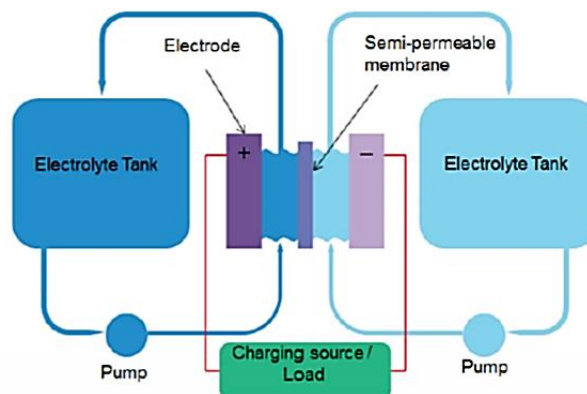 Electrode
Semi-permeable
membrane
Electrolyte Tank
+
−
Electrolyte Tank
Pump
Charging source /
Load
Pump